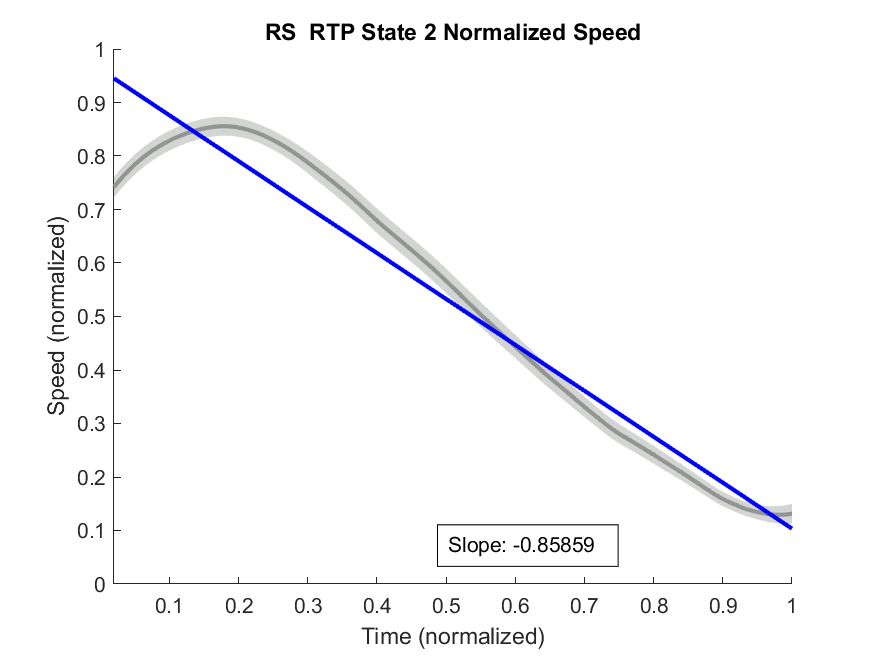 RS  RTP State 2 Normalized Speed
1
0.9
0.8
0.7
0.6
0.5
0.4
0.3
0.2
0.1
0
Speed (normalized)
Slope: -0.85859
0.1 0.2 0.3 0.4 0.5 0.6 0.7 0.8 0.9 1
Time (normalized)